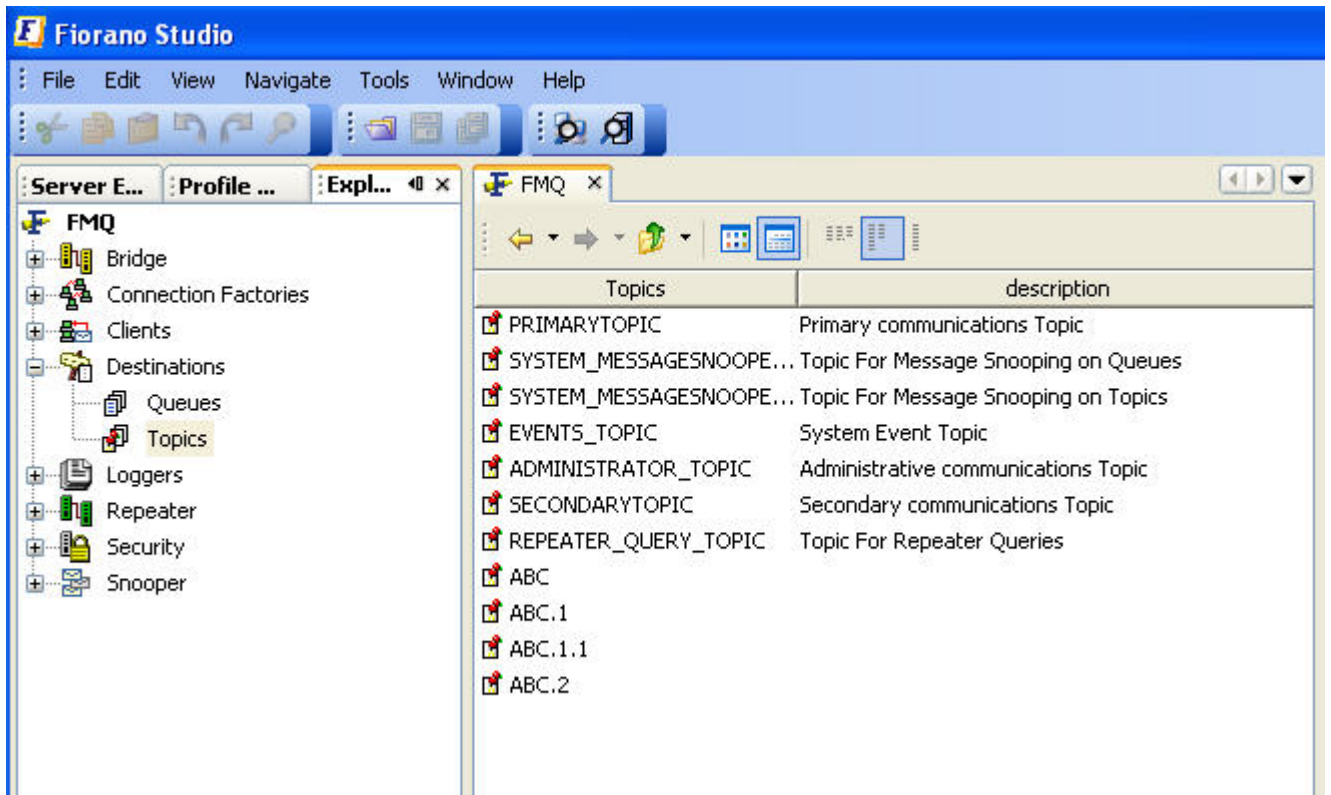 Fiorano Studio
File Edit View Navigate Tools Window Help
Server E... Profile ... Expl...
FMQ
Bridge
Connection Factories
Clients
Destinations
Queues
Topics
Loggers
Repeater
Security
Snooper
FMQ
Topics description
PRIMARYTOPIC Primary communications Topic
SYSTEM_MESSAGESNOOPE... Topic For Message Snooping on Queues
SYSTEM_MESSAGESNOOPE... Topic For Message Snooping on Topics
EVENTS_TOPIC System Event Topic
ADMINISTRATOR_TOPIC Administrative communications Topic
SECONDARYTOPIC Secondary communications Topic
REPEATER_QUERY_TOPIC Topic For Repeater Queries
ABC
ABC.1
ABC.1.1
ABC.2